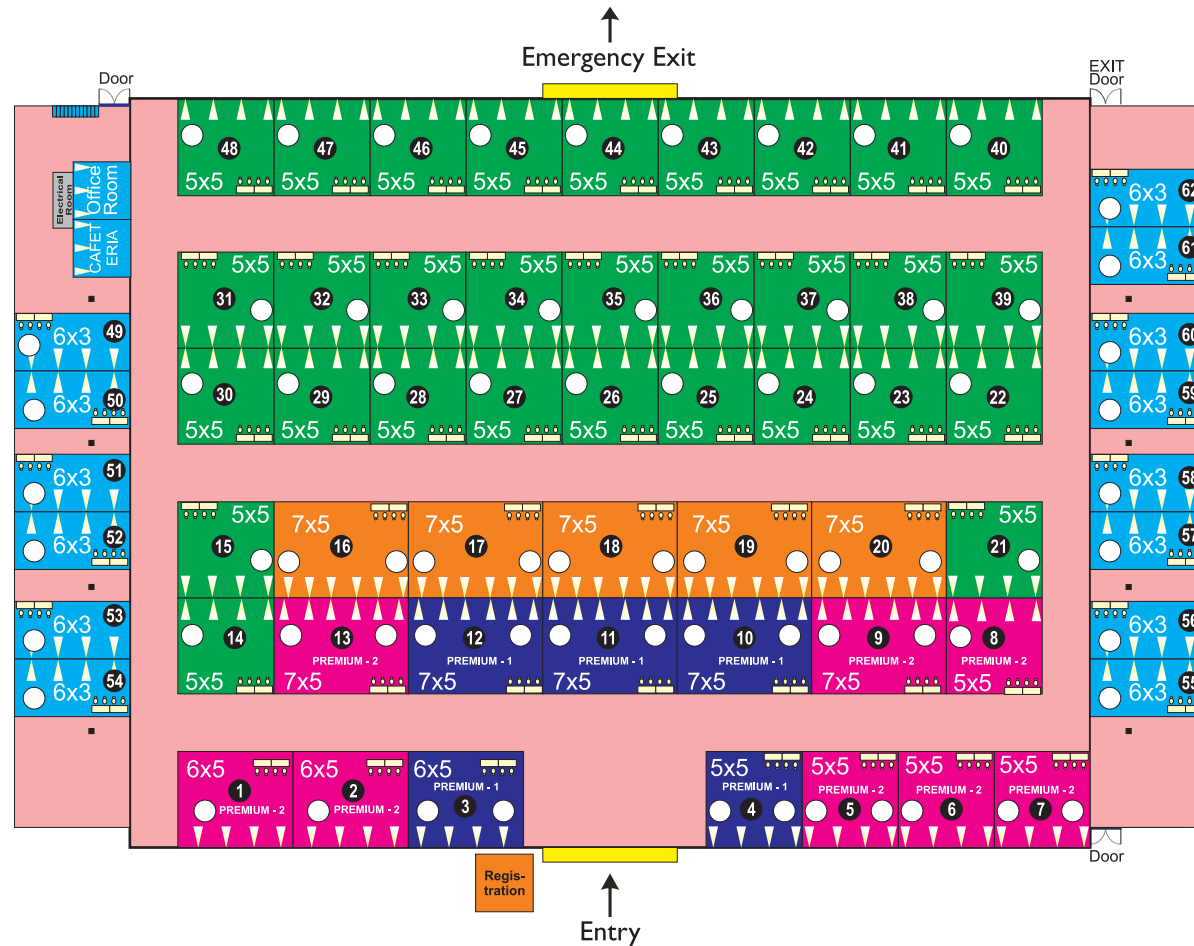 Emergency Exit
Door
EXIT
Door
48 47 46 45 44 43 42 41 40
5x5 5x5 5x5 5x5 5x5 5x5 5x5 5x5 5x5
Electrical
Room
Office
Room
CAFET
ERIA
6x3 62
6x3 61
5x5 5x5 5x5 5x5 5x5 5x5 5x5 5x5 5x5
31 32 33 34 35 36 37 38 39
30 29 28 27 26 25 24 23 22
5x5 5x5 5x5 5x5 5x5 5x5 5x5 5x5 5x5
6x3 49
6x3 50
6x3 60
6x3 59
6x3 51
6x3 52
6x3 58
6x3 57
5x5 7x5 7x5 7x5 7x5 7x5 5x5
15 16 17 18 19 20 21
14 13 12 11 10 9 8
PREMIUM - 2 PREMIUM - 1 PREMIUM - 1 PREMIUM - 1 PREMIUM - 2 PREMIUM - 2
5x5 7x5 7x5 7x5 7x5 7x5 5x5
6x3 53
6x3 54
6x3 56
6x3 55
6x5 6x5 6x5 5x5 5x5 5x5 5x5
PREMIUM - 1 PREMIUM - 1 PREMIUM - 2 PREMIUM - 2 PREMIUM - 2
1 2 3 4 5 6 7
PREMIUM - 2 PREMIUM - 2
Door
Regis-
tration
Entry